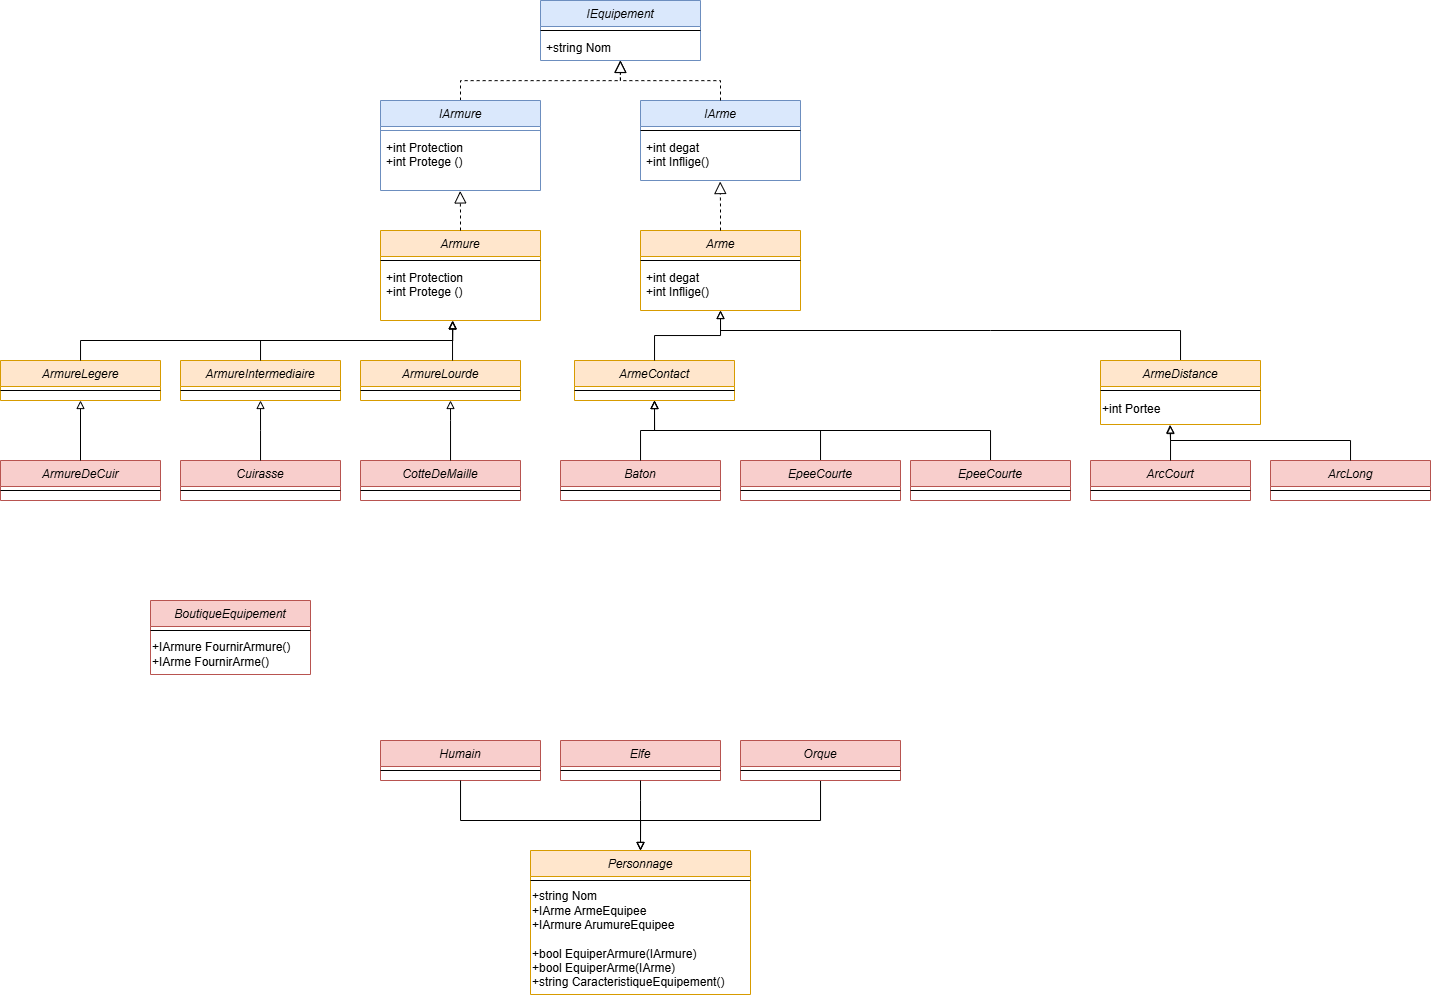 IEquipement
+string Nom
IArmure
+int Protection
+int Protege ()
IArme
+int degat
+int Inflige()
Armure
+int Protection
+int Protege ()
Arme
+int degat
+int Inflige()
ArmureLegere
ArmureIntermediaire
ArmureLourde
ArmeContact
ArmeDistance
+int Portee
ArmureDeCuir
Cuirasse
CotteDeMaille
Baton
EpeeCourte
EpeeCourte
ArcCourt
ArcLong
BoutiqueEquipement
+IArmure FournirArmure()
+IArme FournirArme()
Humain
Elfe
Orque
Personnage
+string Nom
+IArme ArmeEquipee
+IArmure ArumureEquipee
+bool EquiperArmure(IArmure)
+bool EquiperArme(IArme)
+string CaracteristiqueEquipement()